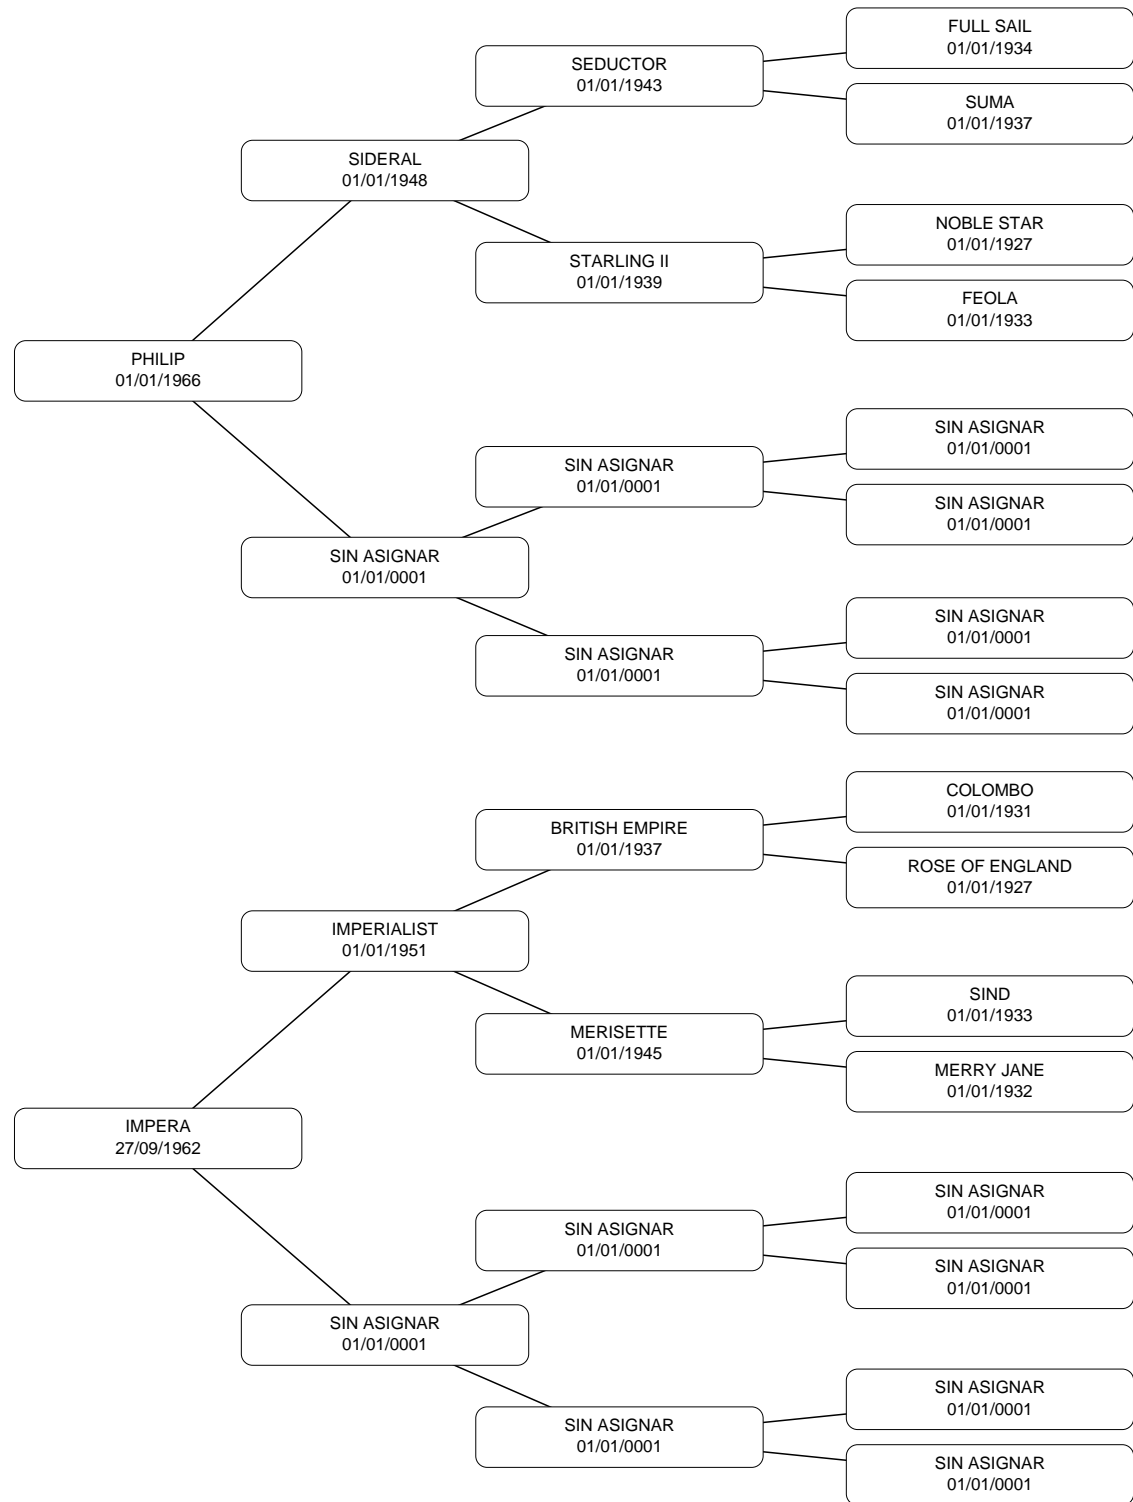 FULL SAIL
01/01/1934
SEDUCTOR
01/01/1943
SUMA
01/01/1937
SIDERAL
01/01/1948
NOBLE STAR
01/01/1927
STARLING II
01/01/1939
FEOLA
01/01/1933
PHILIP
01/01/1966
SIN ASIGNAR
01/01/0001
SIN ASIGNAR
01/01/0001
SIN ASIGNAR
01/01/0001
SIN ASIGNAR
01/01/0001
SIN ASIGNAR
01/01/0001
SIN ASIGNAR
01/01/0001
SIN ASIGNAR
01/01/0001
COLOMBO
01/01/1931
BRITISH EMPIRE
01/01/1937
ROSE OF ENGLAND
01/01/1927
IMPERIALIST
01/01/1951
SIND
01/01/1933
MERISETTE
01/01/1945
MERRY JANE
01/01/1932
IMPERA
27/09/1962
SIN ASIGNAR
01/01/0001
SIN ASIGNAR
01/01/0001
SIN ASIGNAR
01/01/0001
SIN ASIGNAR
01/01/0001
SIN ASIGNAR
01/01/0001
SIN ASIGNAR
01/01/0001
SIN ASIGNAR
01/01/0001